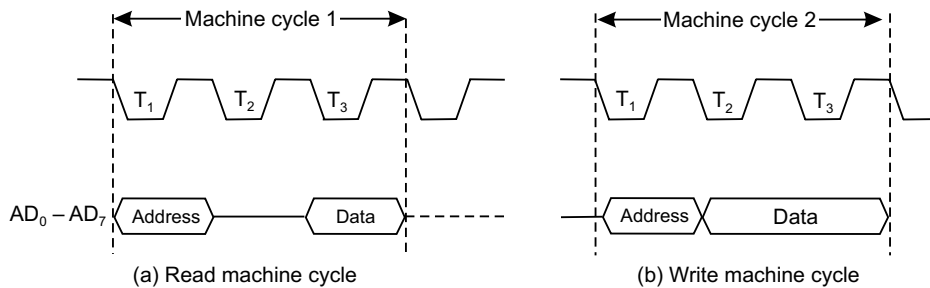 Machine cycle 1
Machine cycle 2
T₁ T₂ T₃
T₁ T₂ T₃
AD₀ – AD₇
Address
Data
Address
Data
(a) Read machine cycle
(b) Write machine cycle